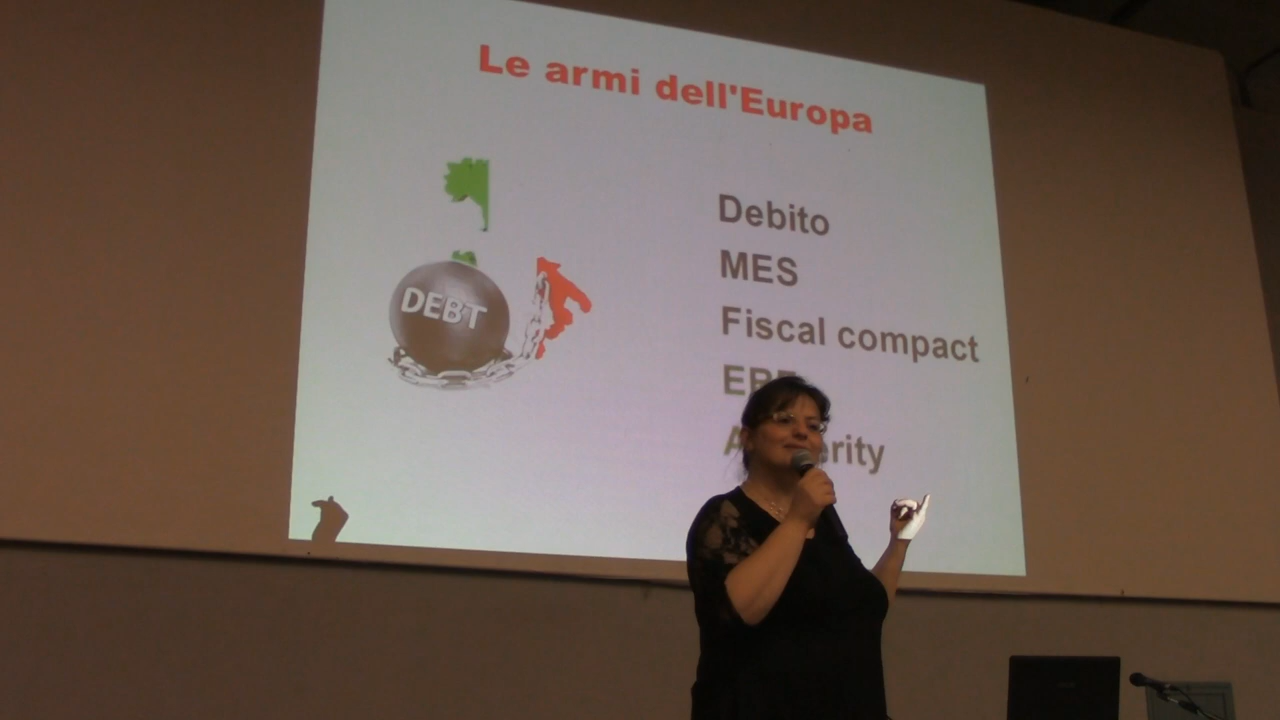 Le armi dell'Europa
DEBT
Debito
MES
Fiscal compact